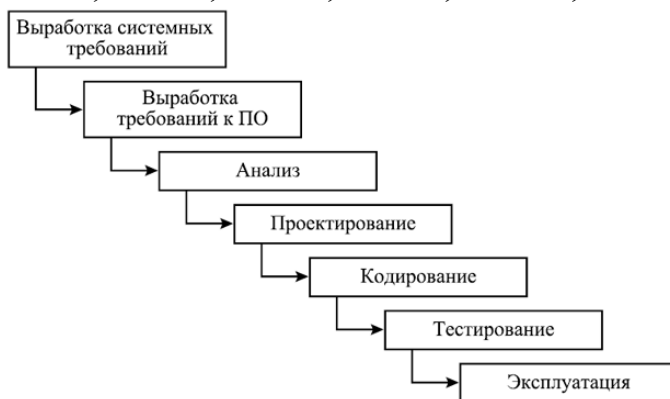 Выработка системных
требований
Выработка
требований к ПО
Анализ
Проектирование
Кодирование
Тестирование
Эксплуатация